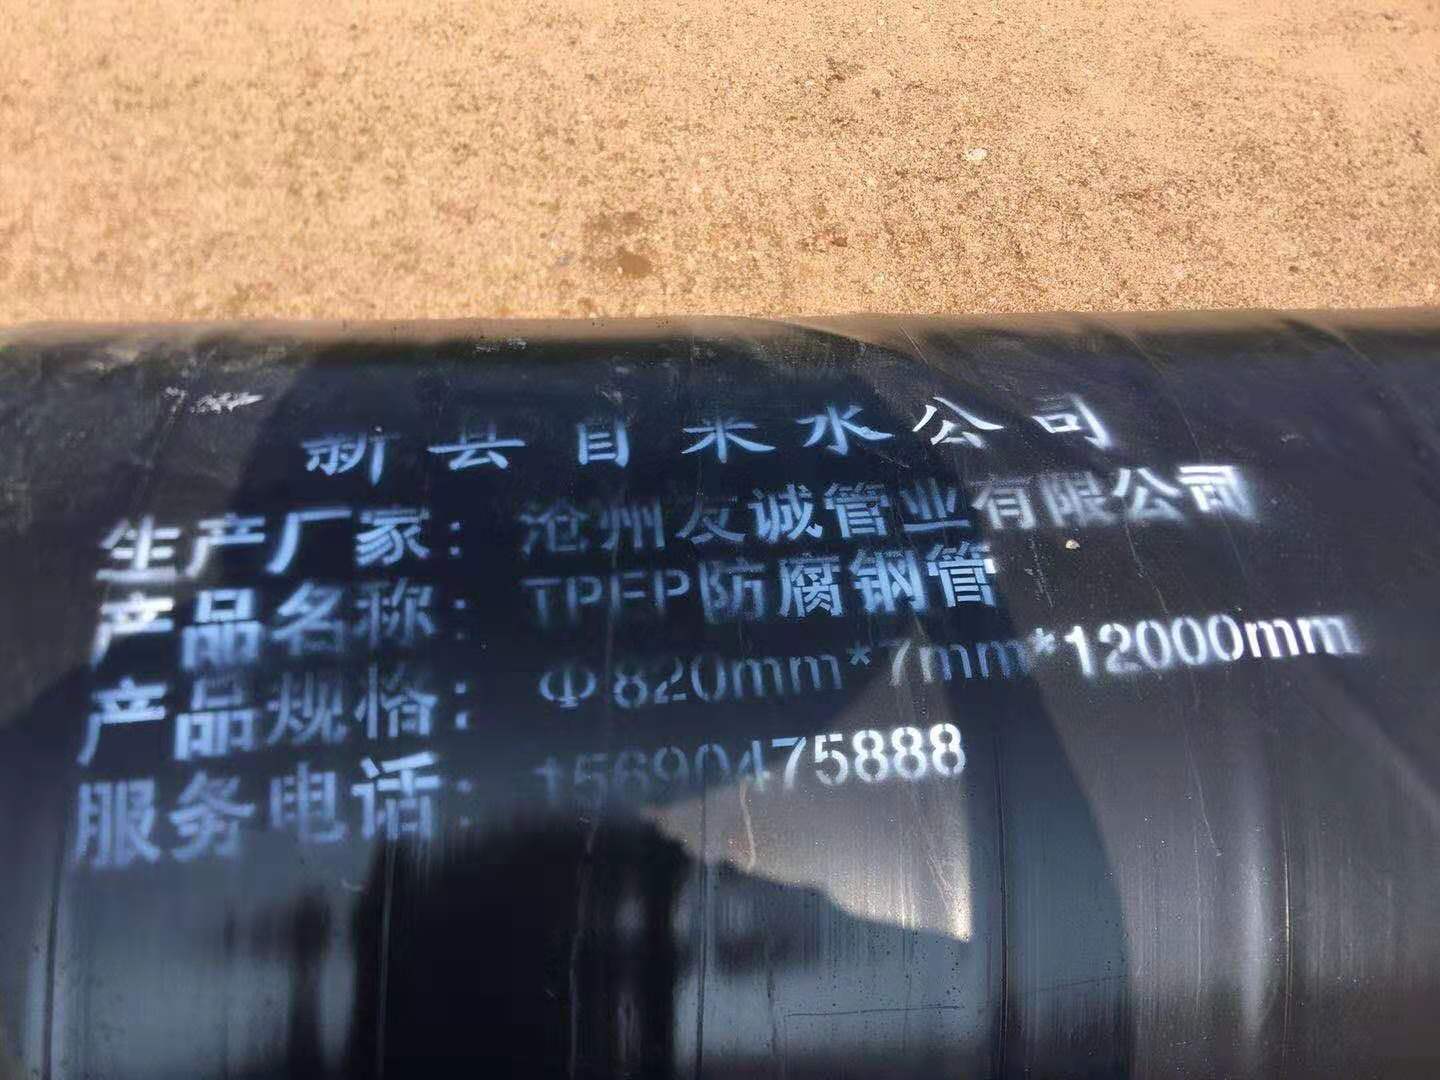 新县自来水公司
生产厂家：沧州友诚管业有限公司
产品名称：TPEP防腐钢管
产品规格：Φ820mm*7mm*12000mm
服务电话：15690475888